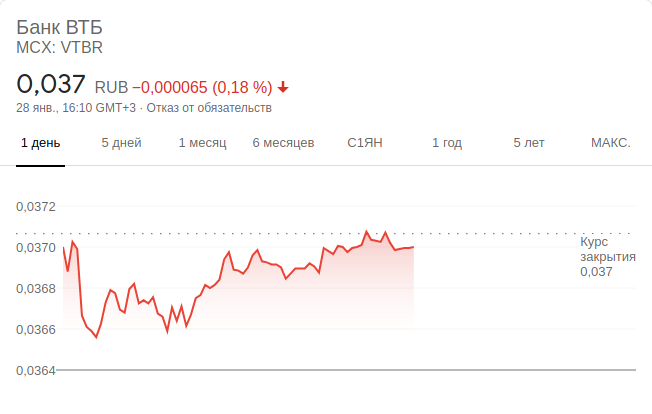 Банк ВТБ
MCX: VTBR
0,037 RUB −0,000065 (0,18 %)
28 янв., 16:10 GMT+3 · Отказ от обязательств
1 день 5 дней 1 месяц 6 месяцев С1ЯН 1 год 5 лет МАКС.
0,0372
0,0370
0,0368
0,0366
0,0364
Курс
закрытия
0,037